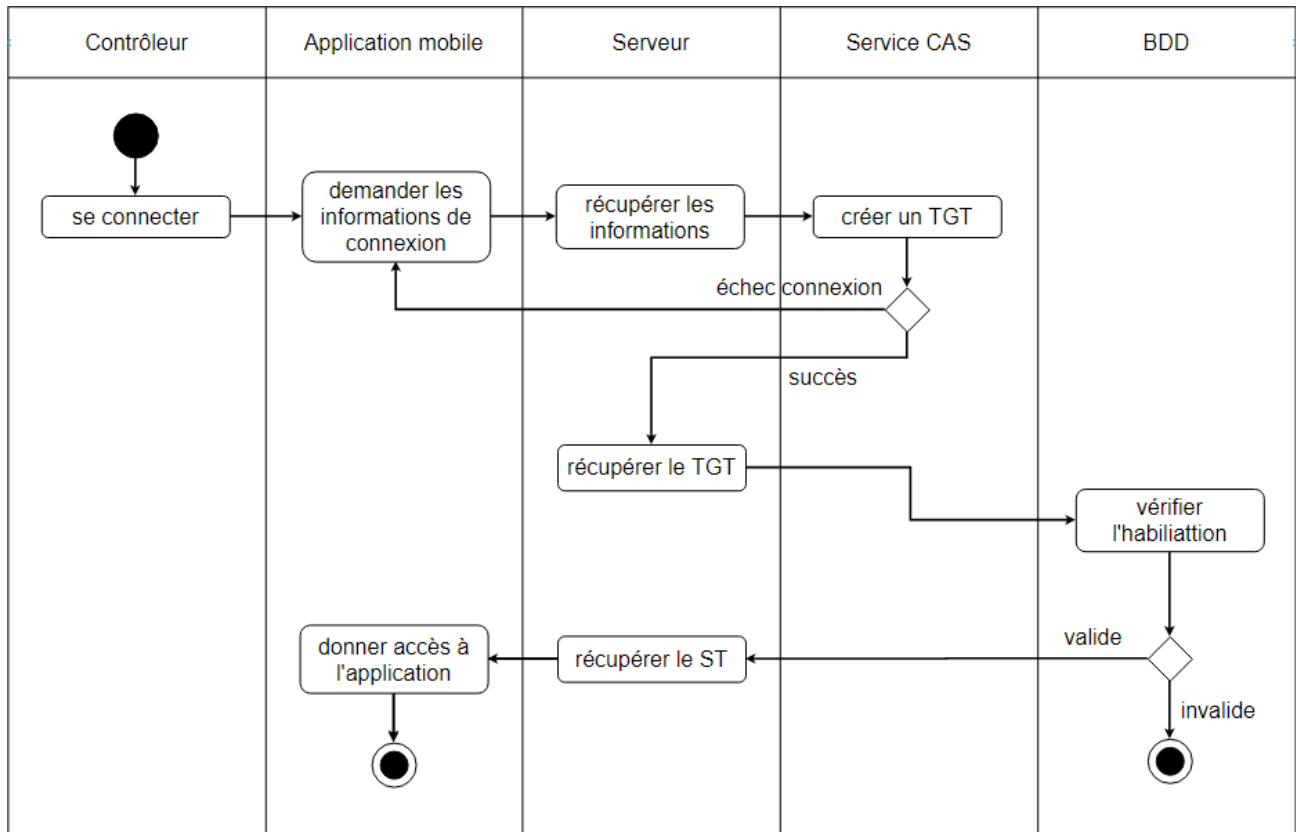 Contrôleur
Application mobile
Serveur
Service CAS
BDD
se connecter
demander les
informations de
connexion
récupérer les
informations
créer un TGT
échec connexion
succès
récupérer le TGT
vérifier
l'habiliattion
valide
invalide
récupérer le ST
donner accès à
l'application